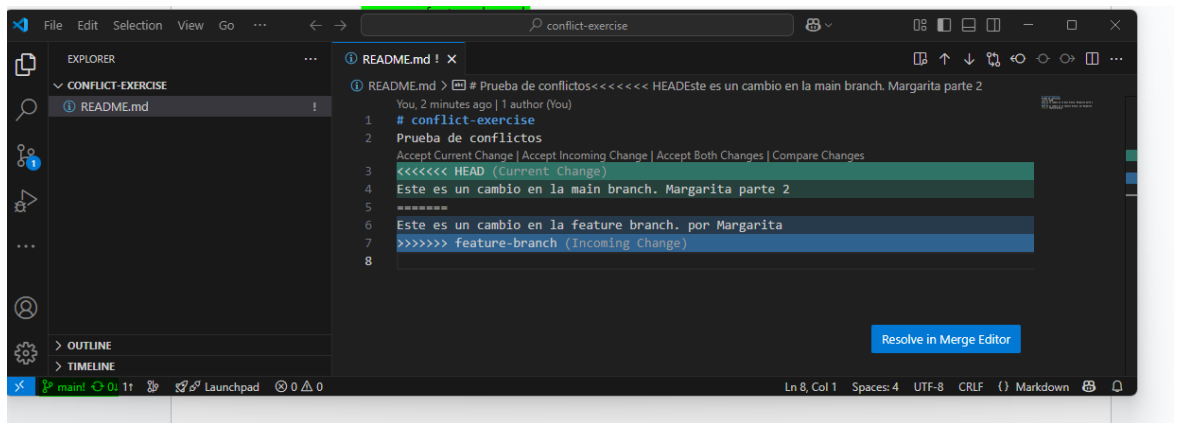 File Edit Selection View Go ··· conflict-exercise
EXPLORER ··· README.md !
CONFLICT-EXERCISE
README.md > # Prueba de conflictos<<<<<<< HEADEste es un cambio en la main branch. Margarita parte 2
README.md !
You, 2 minutes ago | 1 author (You)
1 # conflict-exercise
2 Prueba de conflictos
Accept Current Change | Accept Incoming Change | Accept Both Changes | Compare Changes
3 <<<<<<< HEAD (Current Change)
4 Este es un cambio en la main branch. Margarita parte 2
5 =======
6 Este es un cambio en la feature branch. por Margarita
7 >>>>>>> feature-branch (Incoming Change)
8
1
Resolve in Merge Editor
OUTLINE
TIMELINE
main! 0↓ 1↑ Launchpad 0 0 Ln 8, Col 1 Spaces: 4 UTF-8 CRLF {} Markdown